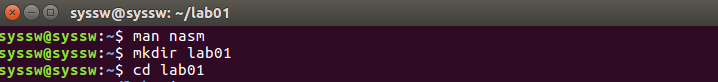 syssw@syssw: ~/lab01
syssw@syssw:~$ man nasm
syssw@syssw:~$ mkdir lab01
syssw@syssw:~$ cd lab01